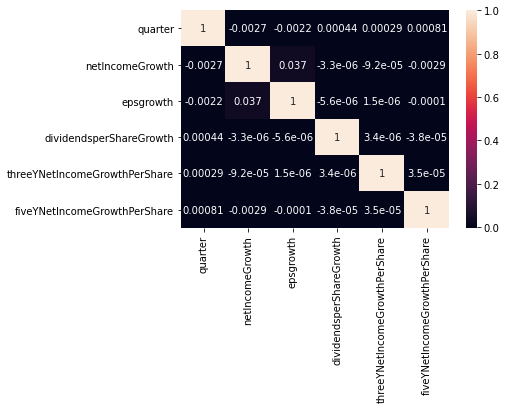 quarter 1 -0.0027 -0.0022 0.00044 0.00029 0.00081
netIncomeGrowth -0.0027 1 0.037 -3.3e-06 -9.2e-05 -0.0029
epsgrowth -0.0022 0.037 1 -5.6e-06 1.5e-06 -0.0001
dividendsperShareGrowth 0.00044 -3.3e-06 -5.6e-06 1 3.4e-06 -3.8e-05
threeYNetIncomeGrowthPerShare 0.00029 -9.2e-05 1.5e-06 3.4e-06 1 3.5e-05
fiveYNetIncomeGrowthPerShare 0.00081 -0.0029 -0.0001 -3.8e-05 3.5e-05 1
quarter
netIncomeGrowth
epsgrowth
dividendsperShareGrowth
threeYNetIncomeGrowthPerShare
fiveYNetIncomeGrowthPerShare
1.0
0.8
0.6
0.4
0.2
0.0